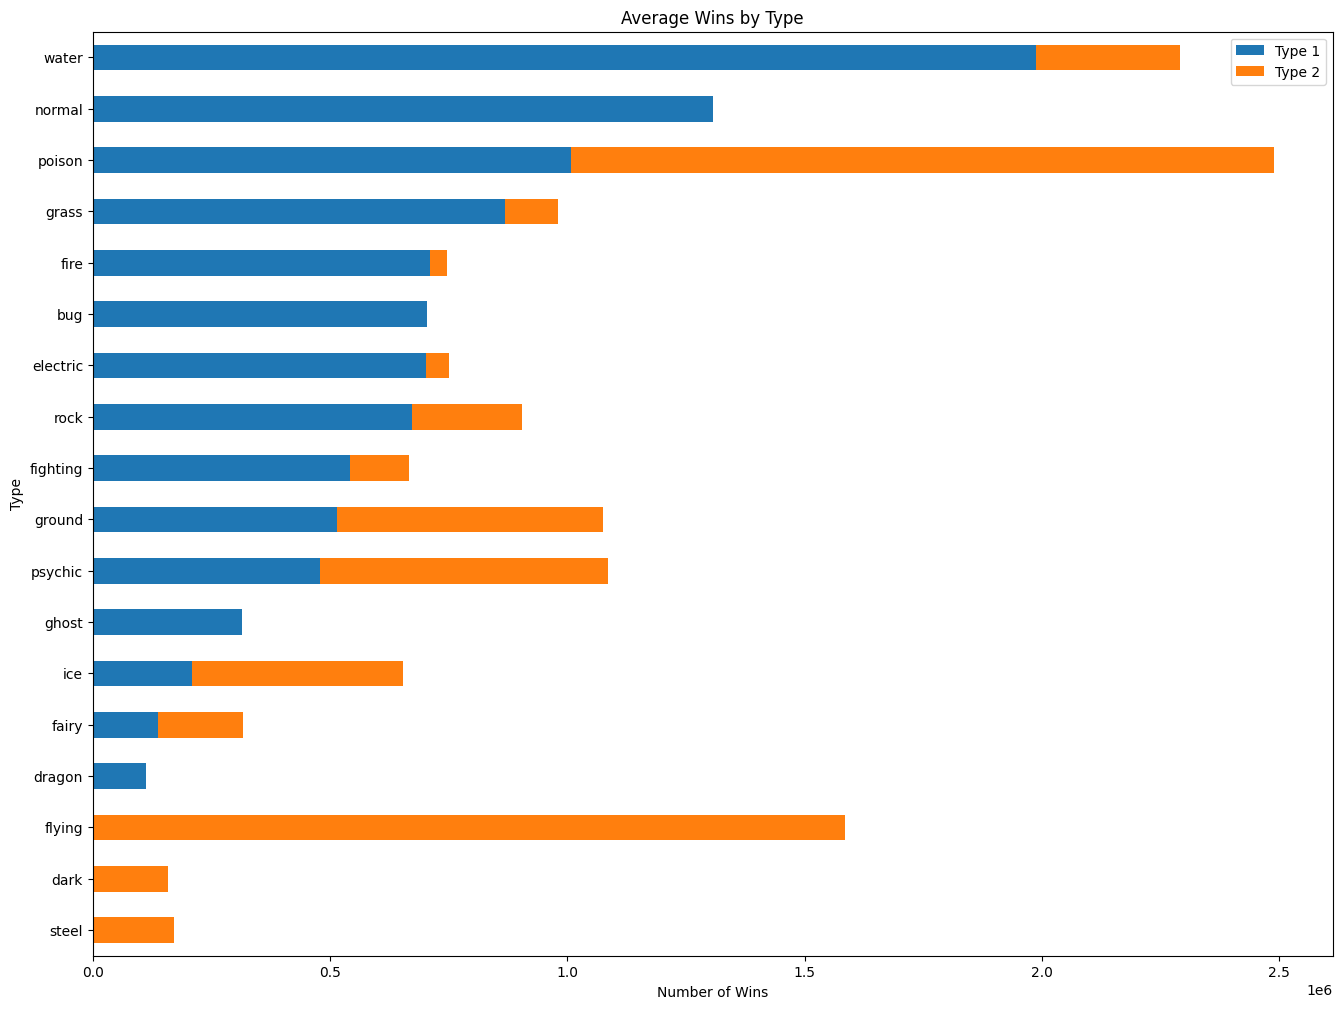 Average Wins by Type
Type 1
Type 2
water
normal
poison
grass
fire
bug
electric
rock
fighting
ground
psychic
ghost
ice
fairy
dragon
flying
dark
steel
Type
0.0 0.5 1.0 1.5 2.0 2.5
1e6
Number of Wins